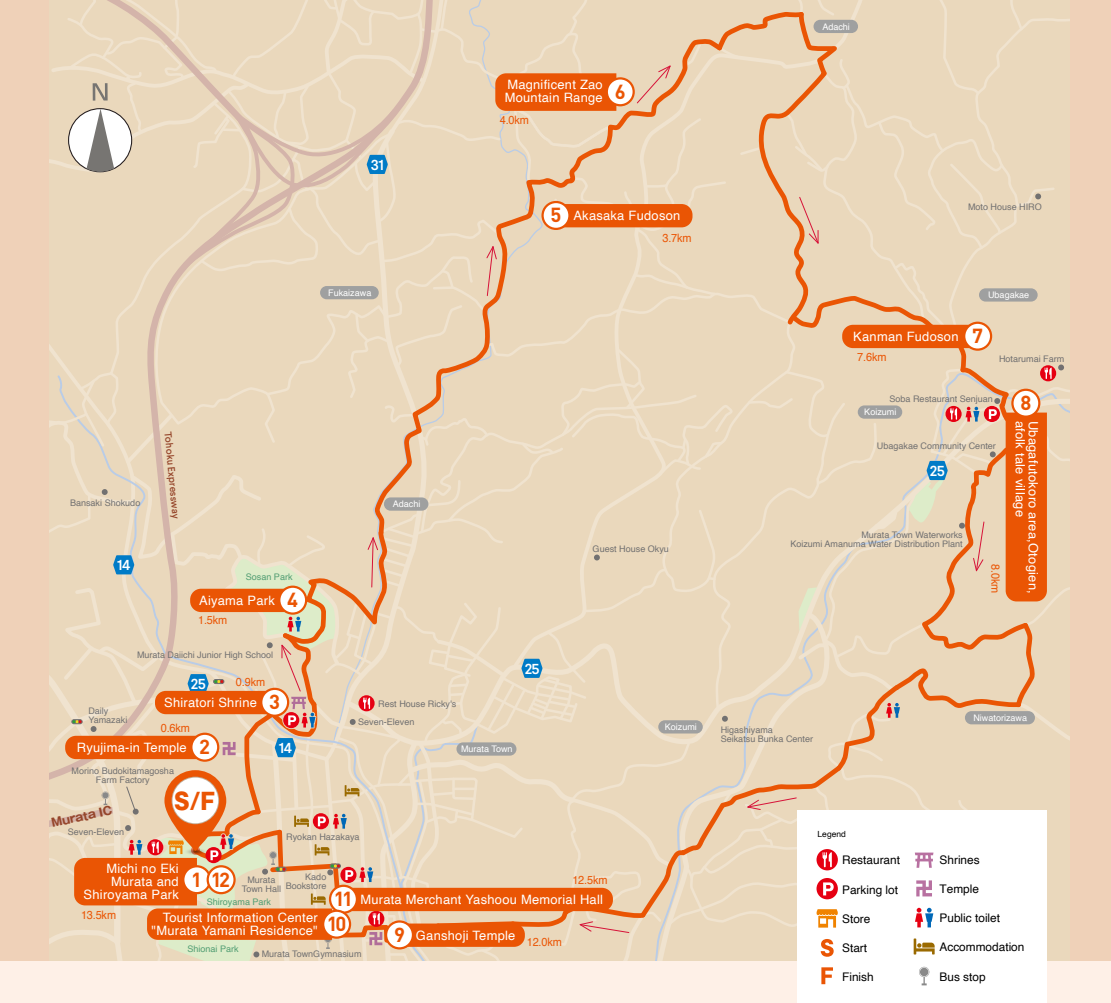 N
Adachi
Magnificent Zao
Mountain Range
6
4.0km
31
5
Akasaka Fudoson
3.7km
Moto House HIRO
Fukaizawa
Ubagakae
Kanman Fudoson
7
7.6km
Hotarumai Farm
Soba Restaurant Senjuan
8
Koizumi
P
Ubagafutokoro area,Otogien,
afolk tale village
Ubagakae Community Center
25
Tohoku Expressway
Bansaki Shokudo
Adachi
Murata Town Waterworks
Koizumi Amanuma Water Distribution Plant
Guest House Okyu
14
8.0km
Sosan Park
Aiyama Park
4
1.5km
Murata Daiichi Junior High School
25
0.9km
25
Shiratori Shrine
3
P
Rest House Ricky's
Seven-Eleven
Daily
Yamazaki
0.6km
Ryujima-in Temple
2
14
Murata Town
Koizumi
Higashiyama
Seikatsu Bunka Center
Niwatorizawa
Morino Budokitamagosha
Farm Factory
S/F
Murata IC
Seven-Eleven
P
Ryokan Hazakaya
P
Michi no Eki
Murata and
Shiroyama Park
1
12
13.5km
Murata
Town Hall
Kado
Bookstore
P
Shiroyama Park
12.5km
11
Murata Merchant Yashoou Memorial Hall
Tourist Information Center
"Murata Yamani Residence"
10
9
Ganshoji Temple
12.0km
Shionai Park
Murata TownGymnasium
Legend
Restaurant
P
Parking lot
Store
S
Start
F
Finish
Shrines
Temple
Public toilet
Accommodation
Bus stop